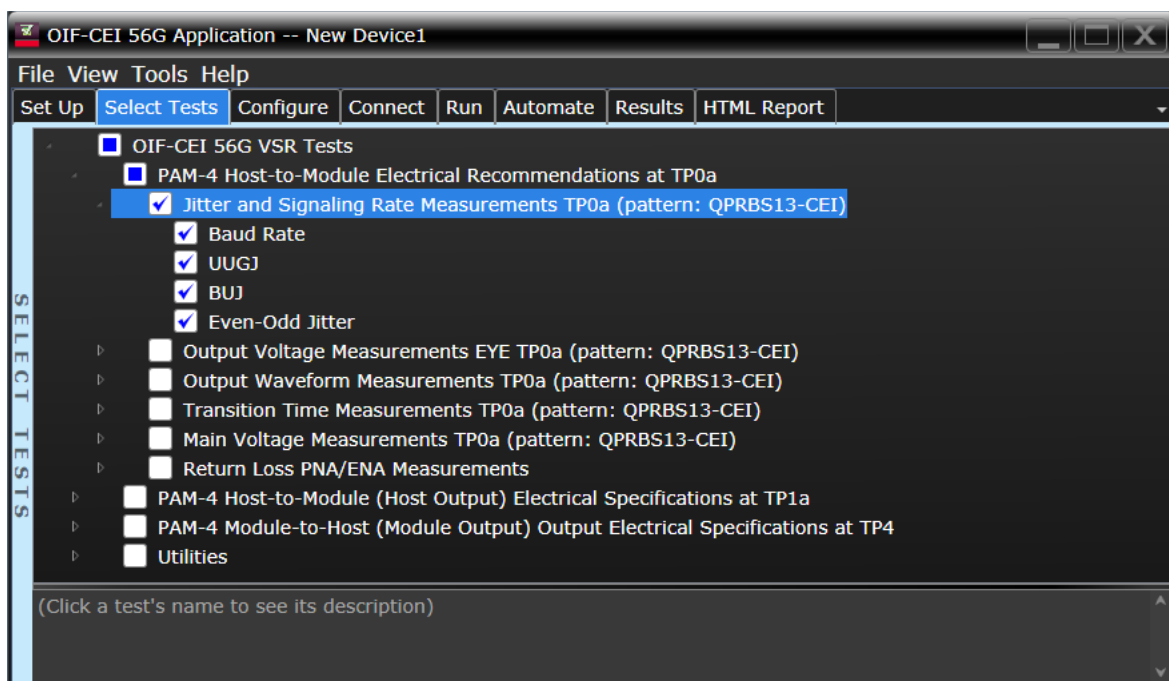 OIF-CEI 56G Application -- New Device1
File View Tools Help
Set Up Select Tests Configure Connect Run Automate Results HTML Report
OIF-CEI 56G VSR Tests
PAM-4 Host-to-Module Electrical Recommendations at TP0a
Jitter and Signaling Rate Measurements TP0a (pattern: QPRBS13-CEI)
Baud Rate
UUGJ
BUJ
Even-Odd Jitter
Output Voltage Measurements EYE TP0a (pattern: QPRBS13-CEI)
Output Waveform Measurements TP0a (pattern: QPRBS13-CEI)
Transition Time Measurements TP0a (pattern: QPRBS13-CEI)
Main Voltage Measurements TP0a (pattern: QPRBS13-CEI)
Return Loss PNA/ENA Measurements
PAM-4 Host-to-Module (Host Output) Electrical Specifications at TP1a
PAM-4 Module-to-Host (Module Output) Output Electrical Specifications at TP4
Utilities
SELECT TESTS
(Click a test's name to see its description)